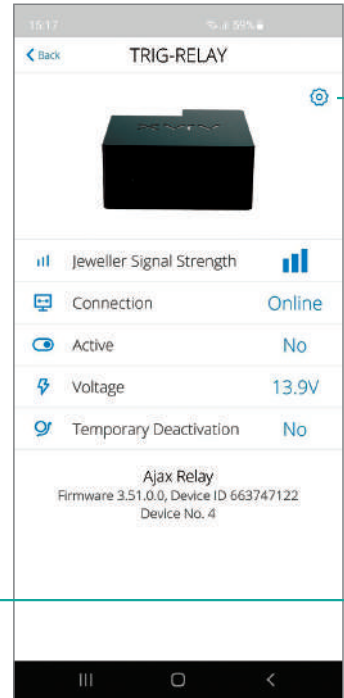 15:17
59%
Back
TRIG-RELAY
AJAX
Jeweller Signal Strength
Connection Online
Active No
Voltage 13.9V
Temporary Deactivation No
Ajax Relay
Firmware 3.51.0.0, Device ID 663747122
Device No. 4